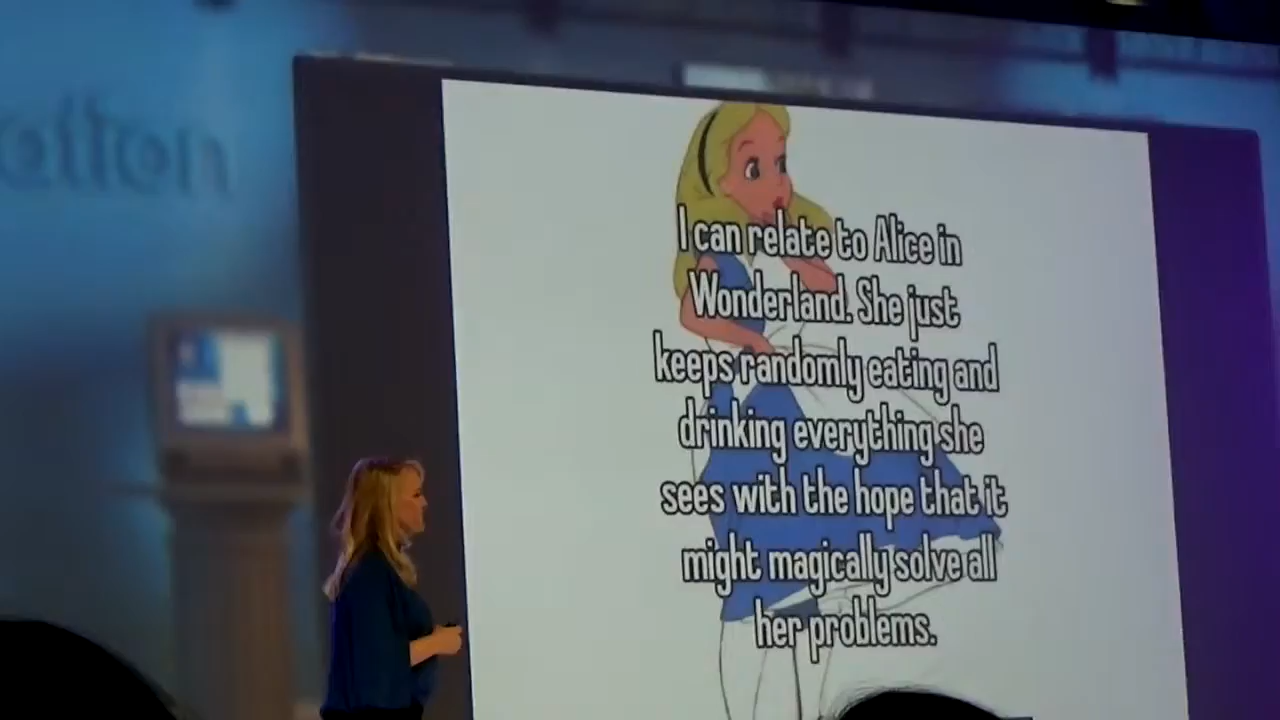 I can relate to Alice in
Wonderland. She just
keeps randomly eating and
drinking everything she
sees with the hope that it
might magically solve all
her problems.